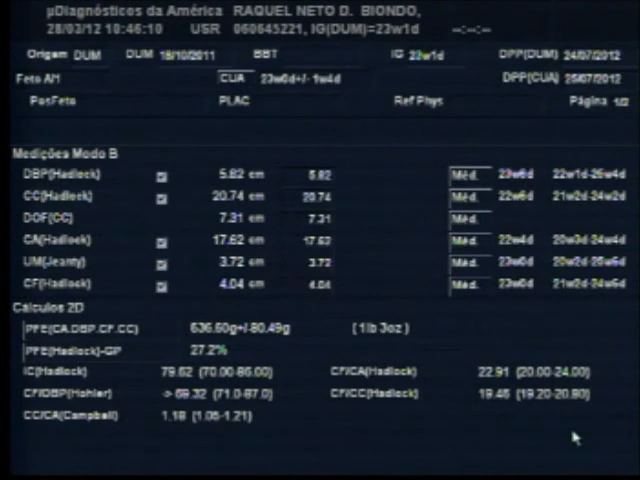 µDiagnósticos da América RAQUEL NETO D. BIONDO,
28/03/12 10:46:10 USR 060645221, IG(DUM)=23w1d --:--:--
Origem DUM DUM 18/10/2011 BBT IG 23w1d DPP(DUM) 24/07/2012
Feto A/1 CUA 23w0d+/-1w4d DPP(CUA) 25/07/2012
PosFeto PLAC Ref Phys Página 1/2
Medições Modo B
DBP(Hadlock) 5.82 cm 5.82 Méd. 23w6d 22w1d-25w4d
CC(Hadlock) 20.74 cm 20.74 Méd. 22w6d 21w2d-24w2d
DOF(CC) 7.31 cm 7.31 Méd.
CA(Hadlock) 17.62 cm 17.62 Méd. 22w4d 20w3d-24w4d
UM(Jeanty) 3.72 cm 3.72 Méd. 23w0d
CF(Hadlock) 4.04 cm 4.04 Méd. 23w0d 21w2d-24w6d
Cálculos 2D
PFE(CA,DBP,CF,CC) 536.60g+/-80.49g (1lb 3oz)
PFE(Hadlock)-GP 27.2%
IC(Hadlock) 79.62 (70.00-86.00) CF/CA(Hadlock) 22.91 (20.00-24.00)
CF/DBP(Hohler) -> 69.32 (71.0-87.0) CF/CC(Hadlock) 19.46 (19.20-20.80)
CC/CA(Campbell) 1.18 (1.05-1.21)